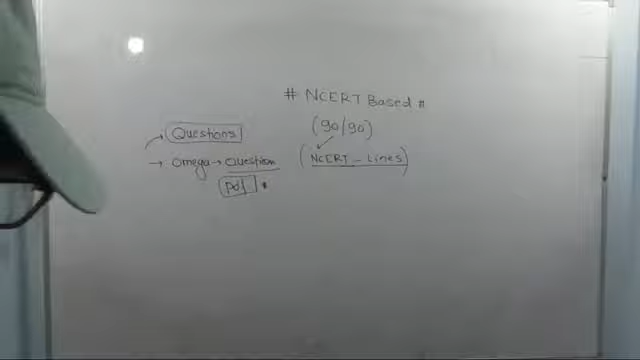 # NCERT Based #
(90/90)
Questions
→ Omega → Question
(NCERT - Lines)
Pdf